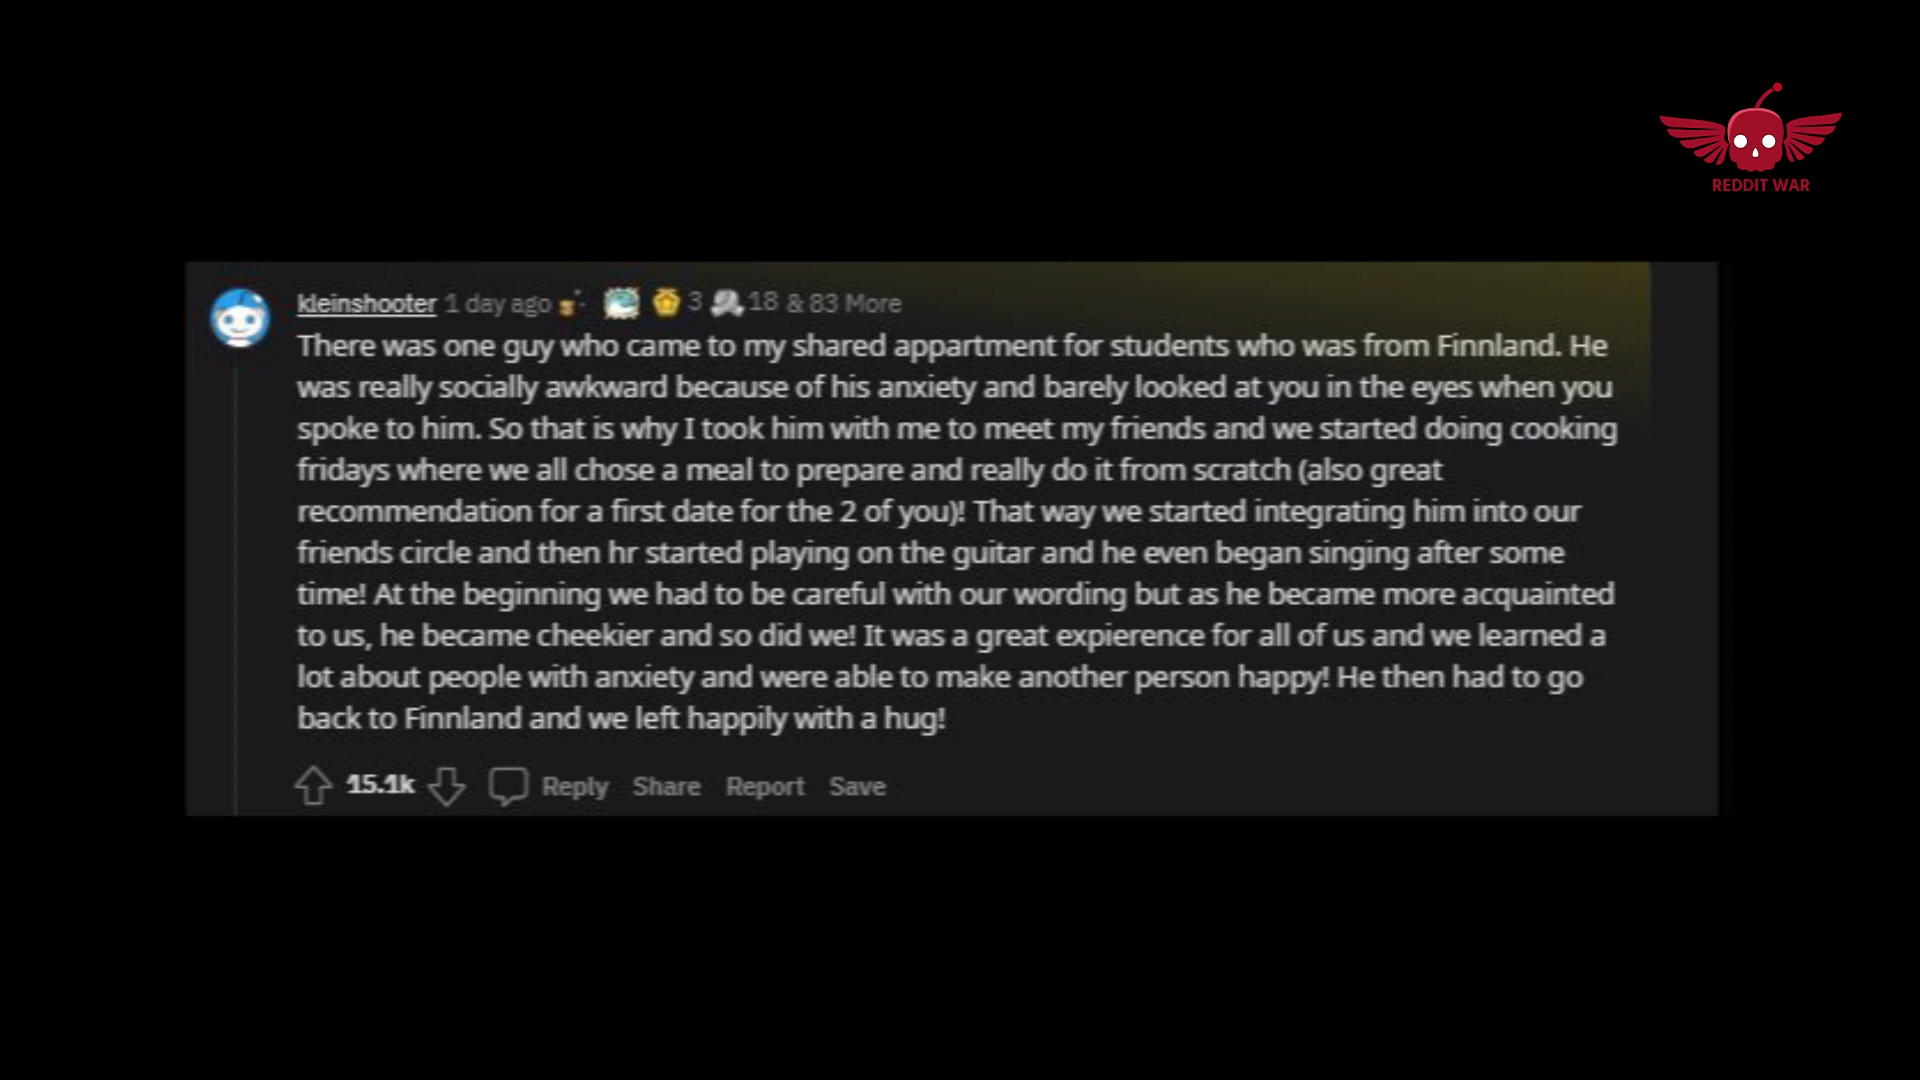 REDDIT WAR
kleinshooter 1 day ago 3 18 & 83 More
There was one guy who came to my shared appartment for students who was from Finnland. He
was really socially awkward because of his anxiety and barely looked at you in the eyes when you
spoke to him. So that is why I took him with me to meet my friends and we started doing cooking
fridays where we all chose a meal to prepare and really do it from scratch (also great
recommendation for a first date for the 2 of you)! That way we started integrating him into our
friends circle and then hr started playing on the guitar and he even began singing after some
time! At the beginning we had to be careful with our wording but as he became more acquainted
to us, he became cheekier and so did we! It was a great expierence for all of us and we learned a
lot about people with anxiety and were able to make another person happy! He then had to go
back to Finnland and we left happily with a hug!
15.1k Reply Share Report Save